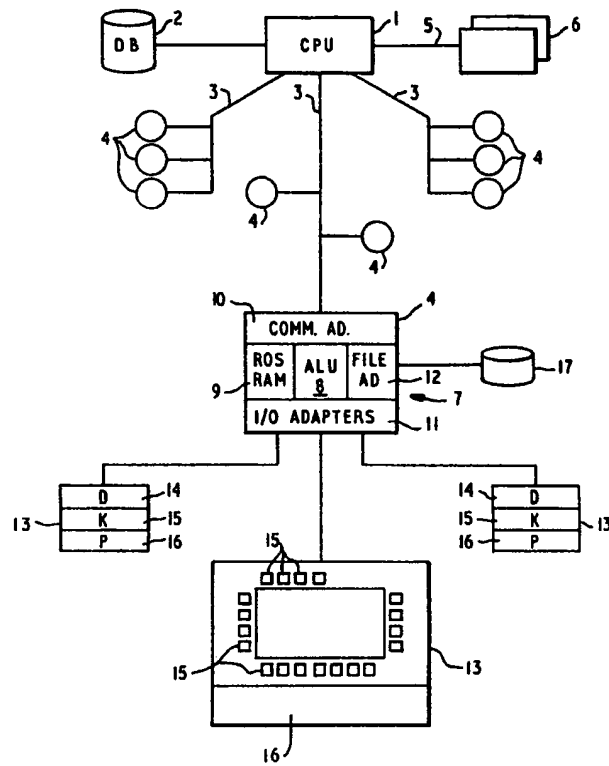 2 1 6
DB CPU 5
3 3 3
4 4
4
4
10 4
COMM. AD.
ROS RAM ALU 8 FILE AD 12 17
9 7
I/O ADAPTERS 11
D 14 14 D
13 K 15 15 K 13
P 16 15 16 P
13
15
16